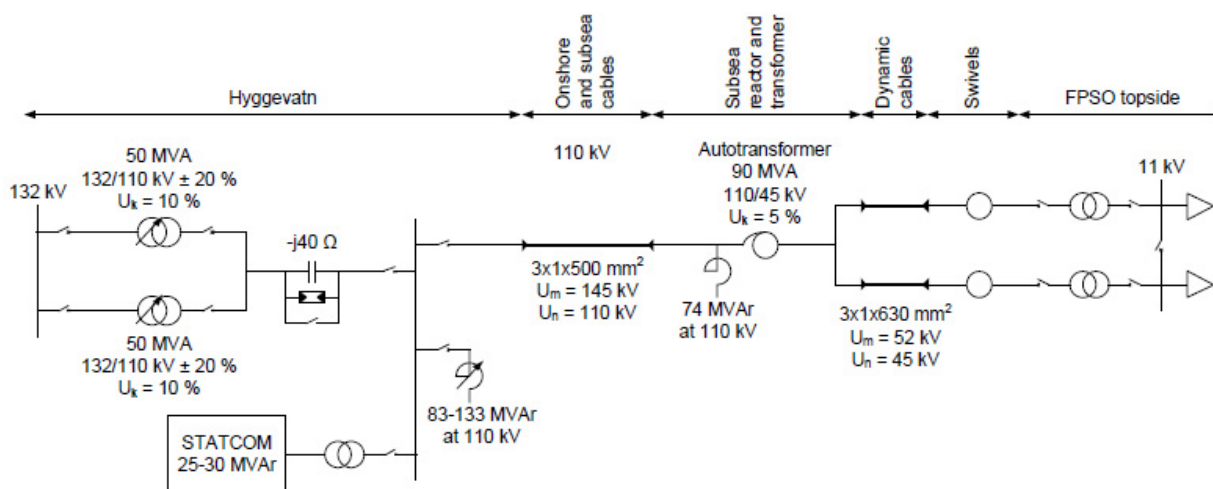 Hyggevatn
Onshore
and subsea
cables
Subsea
reactor and
transformer
Dynamic
cables
Swivels
FPSO topside
132 kV
50 MVA
132/110 kV ± 20 %
Uk = 10 %
-j40 Ω
110 kV
Autotransformer
90 MVA
110/45 kV
Uk = 5 %
11 kV
3x1x500 mm²
Um = 145 kV
Un = 110 kV
74 MVAr
at 110 kV
3x1x630 mm²
Um = 52 kV
Un = 45 kV
50 MVA
132/110 kV ± 20 %
Uk = 10 %
83-133 MVAr
at 110 kV
STATCOM
25-30 MVAr